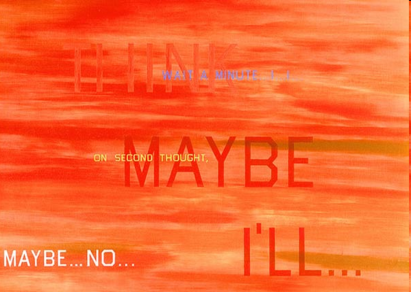 I THINK
WAIT A MINUTE I I
ON SECOND THOUGHT,
MAYBE
I'LL...
MAYBE...NO...